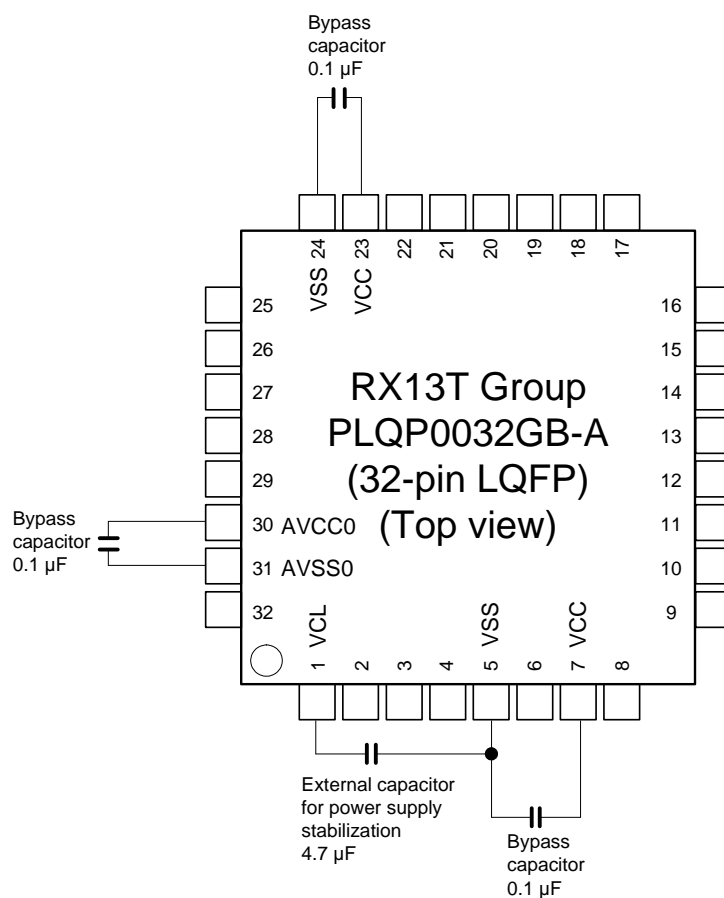 Bypass
capacitor
0.1 µF
VSS 24
VCC 23
22
21
20
19
18
17
25
26
27
28
29
30 AVCC0
31 AVSS0
32
16
15
14
13
12
11
10
9
RX13T Group
PLQP0032GB-A
(32-pin LQFP)
(Top view)
Bypass
capacitor
0.1 µF
1 VCL
2
3
4
5 VSS
6
7 VCC
8
External capacitor
for power supply
stabilization
4.7 µF
Bypass
capacitor
0.1 µF